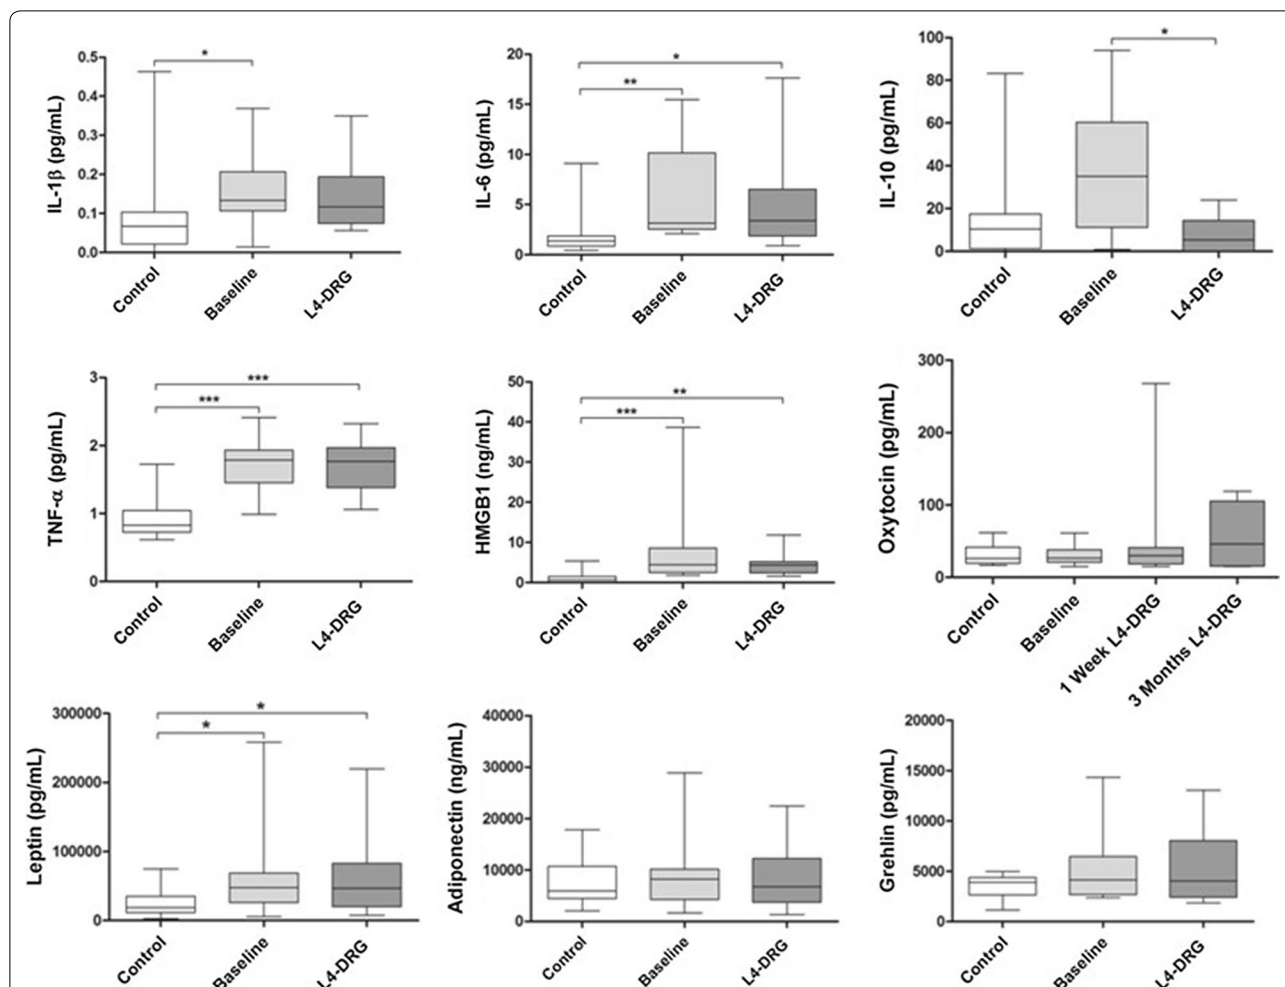 *
0.5
0.4
0.3
0.2
0.1
0.0
IL-1β (pg/mL)
Control
Baseline
L4-DRG
*
**
20
15
10
5
0
IL-6 (pg/mL)
Control
Baseline
L4-DRG
*
100
80
60
40
20
0
IL-10 (pg/mL)
Control
Baseline
L4-DRG
***
***
3
2
1
0
TNF-α (pg/mL)
Control
Baseline
L4-DRG
**
***
50
40
30
20
10
0
HMGB1 (ng/mL)
Control
Baseline
L4-DRG
300
200
100
0
Oxytocin (pg/mL)
Control
Baseline
1 Week L4-DRG
3 Months L4-DRG
*
*
300000
200000
100000
0
Leptin (pg/mL)
Control
Baseline
L4-DRG
40000
30000
20000
10000
0
Adiponectin (ng/mL)
Control
Baseline
L4-DRG
20000
15000
10000
5000
0
Grehlin (pg/mL)
Control
Baseline
L4-DRG